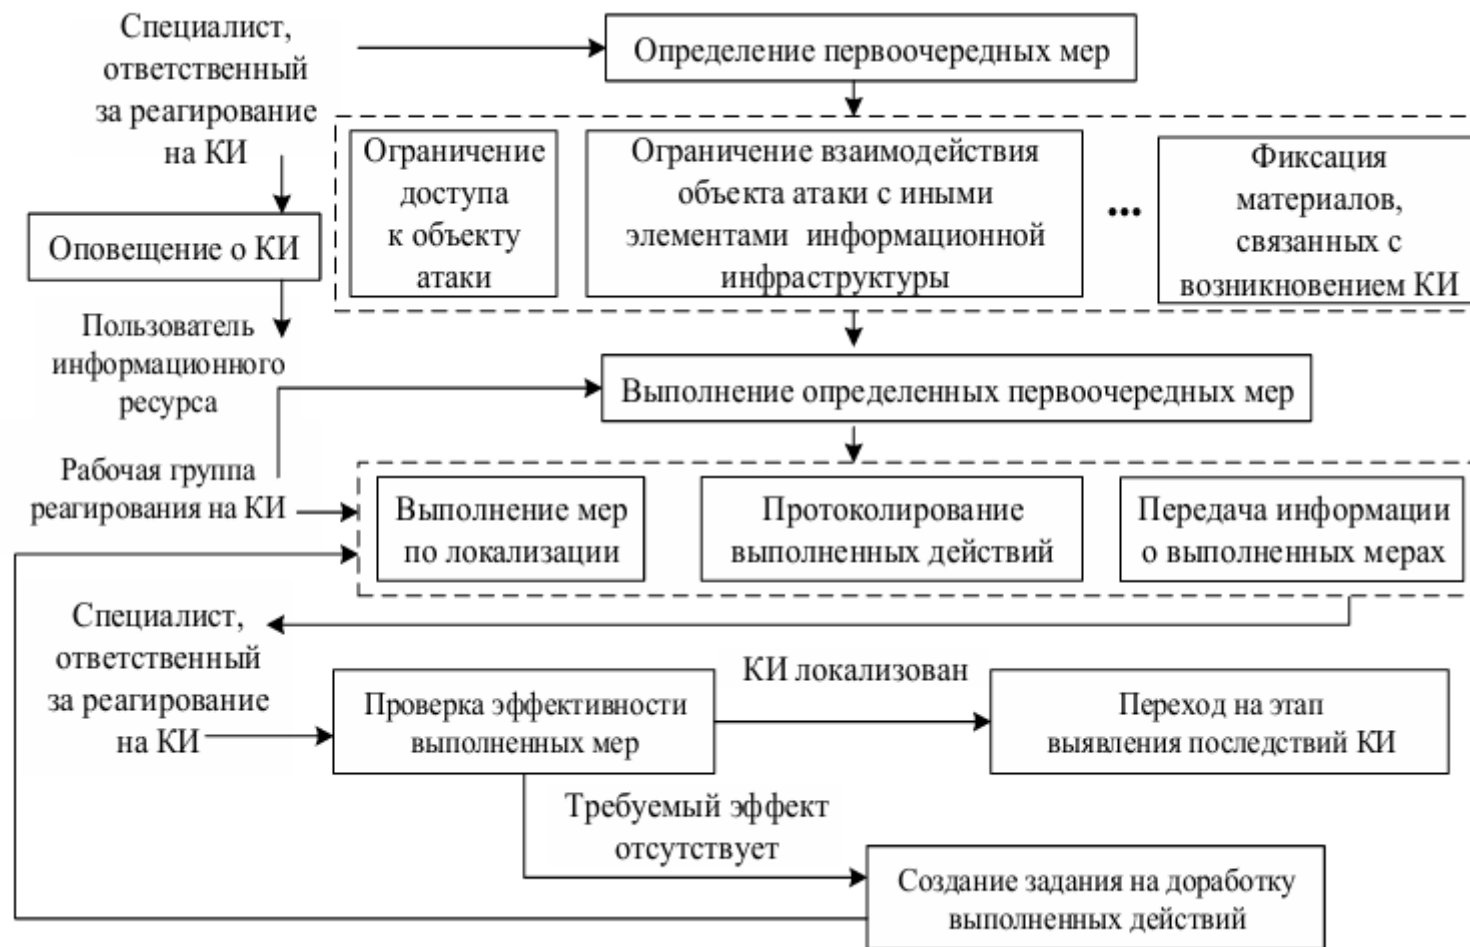 Специалист,
ответственный
за реагирование
на КИ
Определение первоочередных мер
Ограничение
доступа
к объекту
атаки
Ограничение взаимодействия
объекта атаки с иными
элементами информационной
инфраструктуры
...
Фиксация
материалов,
связанных с
возникновением КИ
Оповещение о КИ
Пользователь
информационного
ресурса
Выполнение определенных первоочередных мер
Рабочая группа
реагирования на КИ
Выполнение мер
по локализации
Протоколирование
выполненных действий
Передача информации
о выполненных мерах
Специалист,
ответственный
за реагирование
на КИ
Проверка эффективности
выполненных мер
КИ локализован
Переход на этап
выявления последствий КИ
Требуемый эффект
отсутствует
Создание задания на доработку
выполненных действий